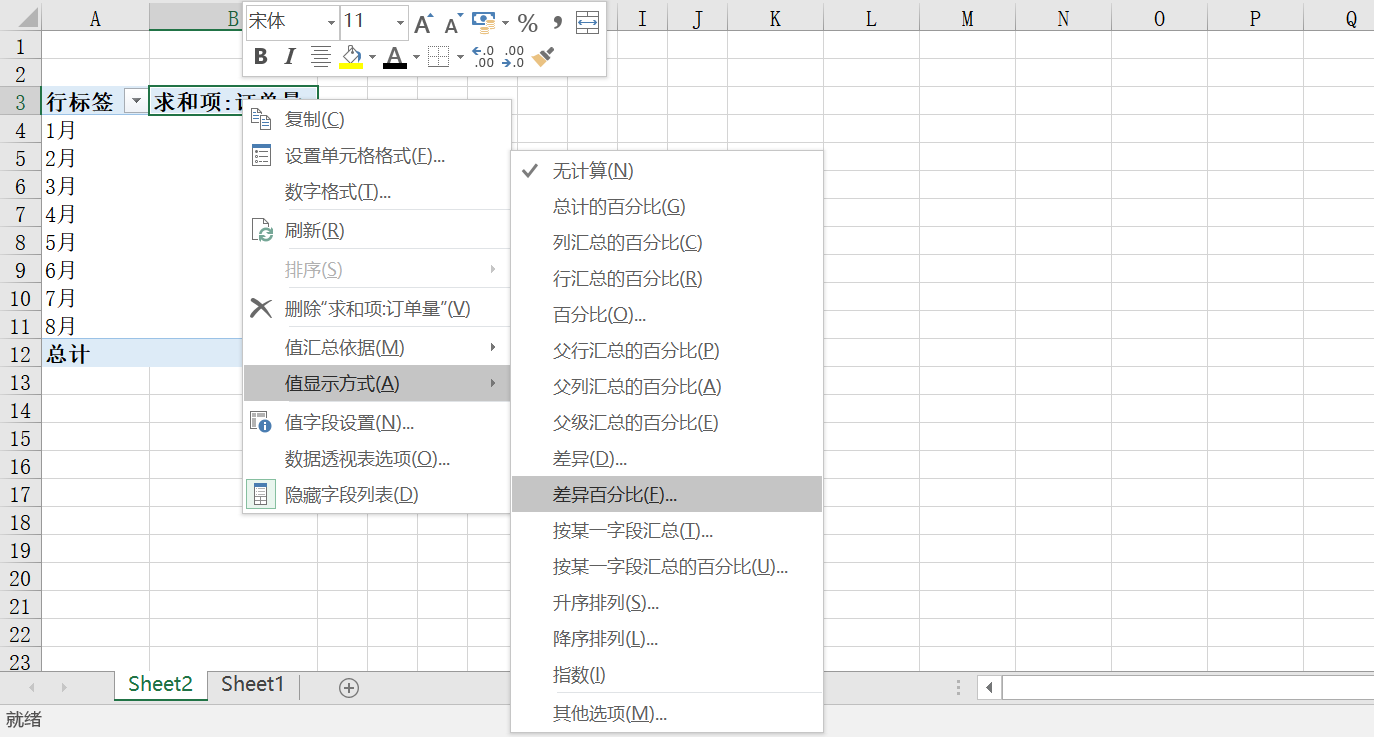 宋体 11
B I A
%
.0 .00
.00 .0
A B I J K L M N O P Q
1
2
3 行标签 求和项:订单量
4 1月
5 2月
6 3月
7 4月
8 5月
9 6月
10 7月
11 8月
12 总计
13
14
15
16
17
18
19
20
21
22
23
复制(C)
设置单元格格式(F)...
数字格式(T)...
刷新(R)
排序(S)
删除“求和项:订单量”(V)
值汇总依据(M)
值显示方式(A)
值字段设置(N)...
数据透视表选项(O)...
隐藏字段列表(D)
无计算(N)
总计的百分比(G)
列汇总的百分比(C)
行汇总的百分比(R)
百分比(O)...
父行汇总的百分比(P)
父列汇总的百分比(A)
父级汇总的百分比(E)
差异(D)...
差异百分比(F)...
按某一字段汇总(T)...
按某一字段汇总的百分比(U)...
升序排列(S)...
降序排列(L)...
指数(I)
其他选项(M)...
Sheet2 Sheet1
就绪